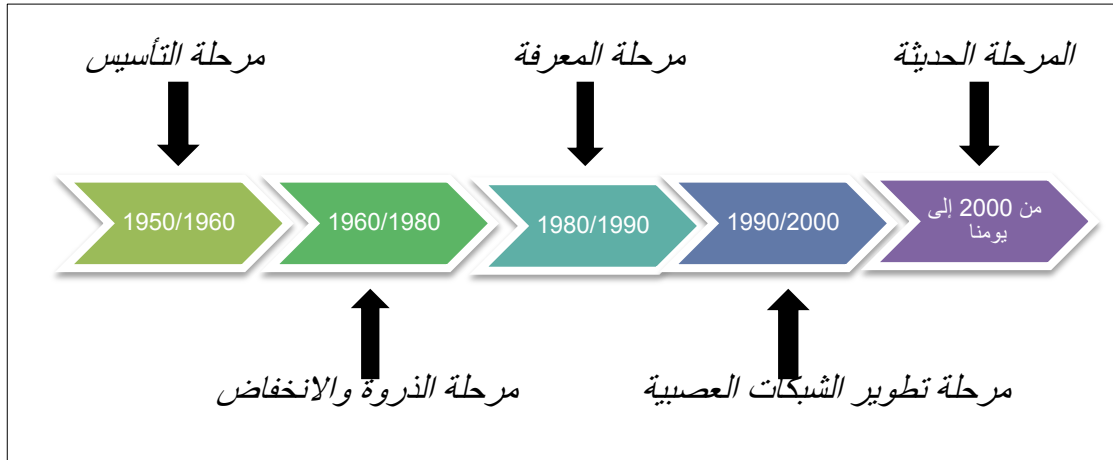 مرحلة التأسيس
مرحلة المعرفة
المرحلة الحديثة
1950/1960
1960/1980
1980/1990
1990/2000
من 2000 إلى
يومنا
مرحلة الذروة والانخفاض
مرحلة تطوير الشبكات العصبية